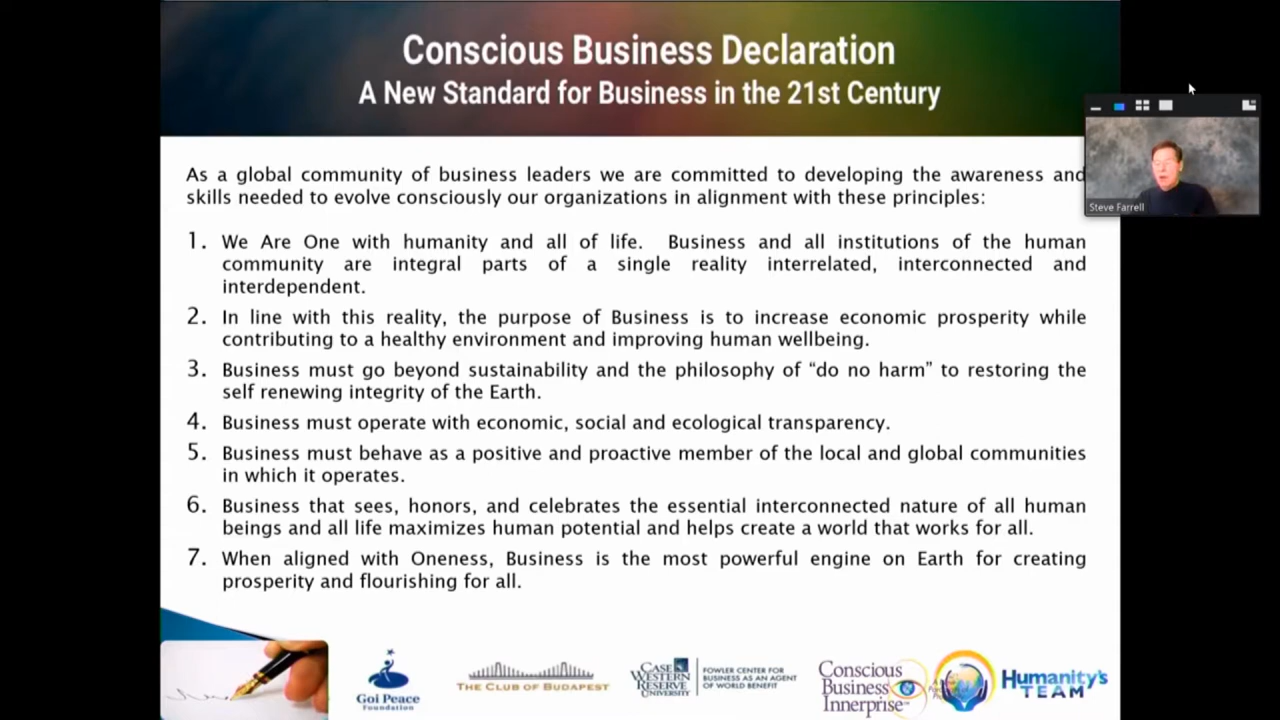 Conscious Business Declaration
A New Standard for Business in the 21st Century
Steve Farrell
As a global community of business leaders we are committed to developing the awareness and
skills needed to evolve consciously our organizations in alignment with these principles:
1. We Are One with humanity and all of life. Business and all institutions of the human
community are integral parts of a single reality interrelated, interconnected and
interdependent.
2. In line with this reality, the purpose of Business is to increase economic prosperity while
contributing to a healthy environment and improving human wellbeing.
3. Business must go beyond sustainability and the philosophy of “do no harm” to restoring the
self renewing integrity of the Earth.
4. Business must operate with economic, social and ecological transparency.
5. Business must behave as a positive and proactive member of the local and global communities
in which it operates.
6. Business that sees, honors, and celebrates the essential interconnected nature of all human
beings and all life maximizes human potential and helps create a world that works for all.
7. When aligned with Oneness, Business is the most powerful engine on Earth for creating
prosperity and flourishing for all.
Goi Peace
Foundation
THE CLUB OF BUDAPEST
CASE
WESTERN
RESERVE
UNIVERSITY
FOWLER CENTER FOR
BUSINESS AS AN AGENT
OF WORLD BENEFIT
Conscious
Business
Innerprise
Humanity's
TEAM